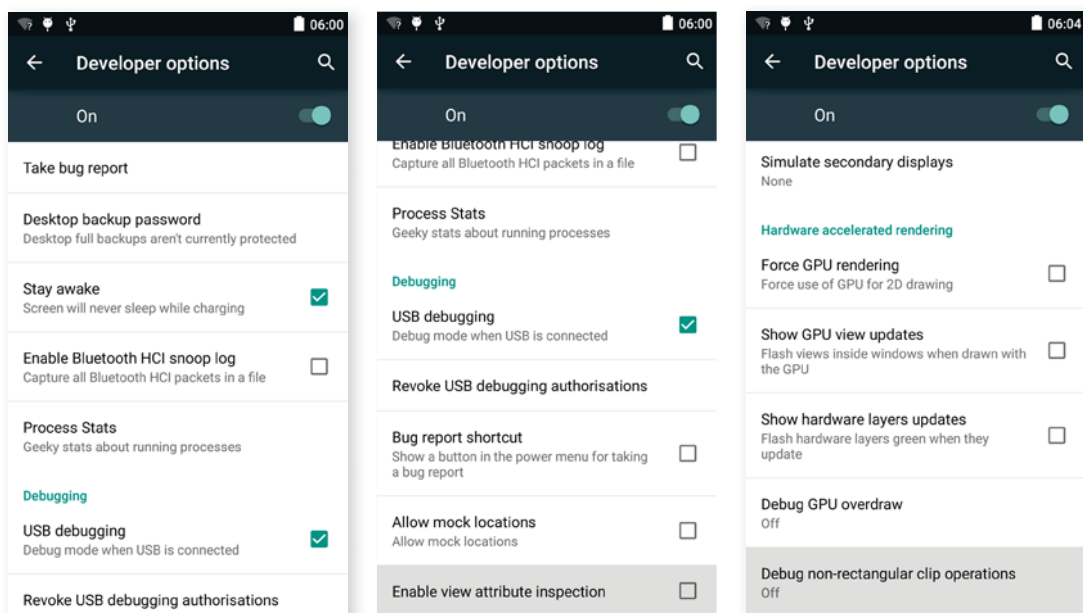 06:00
Developer options
On
Take bug report
Desktop backup password
Desktop full backups aren't currently protected
Stay awake
Screen will never sleep while charging
Enable Bluetooth HCI snoop log
Capture all Bluetooth HCI packets in a file
Process Stats
Geeky stats about running processes
Debugging
USB debugging
Debug mode when USB is connected
Revoke USB debugging authorisations
06:00
Developer options
On
Enable Bluetooth HCI snoop log
Capture all Bluetooth HCI packets in a file
Process Stats
Geeky stats about running processes
Debugging
USB debugging
Debug mode when USB is connected
Revoke USB debugging authorisations
Bug report shortcut
Show a button in the power menu for taking
a bug report
Allow mock locations
Allow mock locations
Enable view attribute inspection
06:04
Developer options
On
Simulate secondary displays
None
Hardware accelerated rendering
Force GPU rendering
Force use of GPU for 2D drawing
Show GPU view updates
Flash views inside windows when drawn with
the GPU
Show hardware layers updates
Flash hardware layers green when they
update
Debug GPU overdraw
Off
Debug non-rectangular clip operations
Off